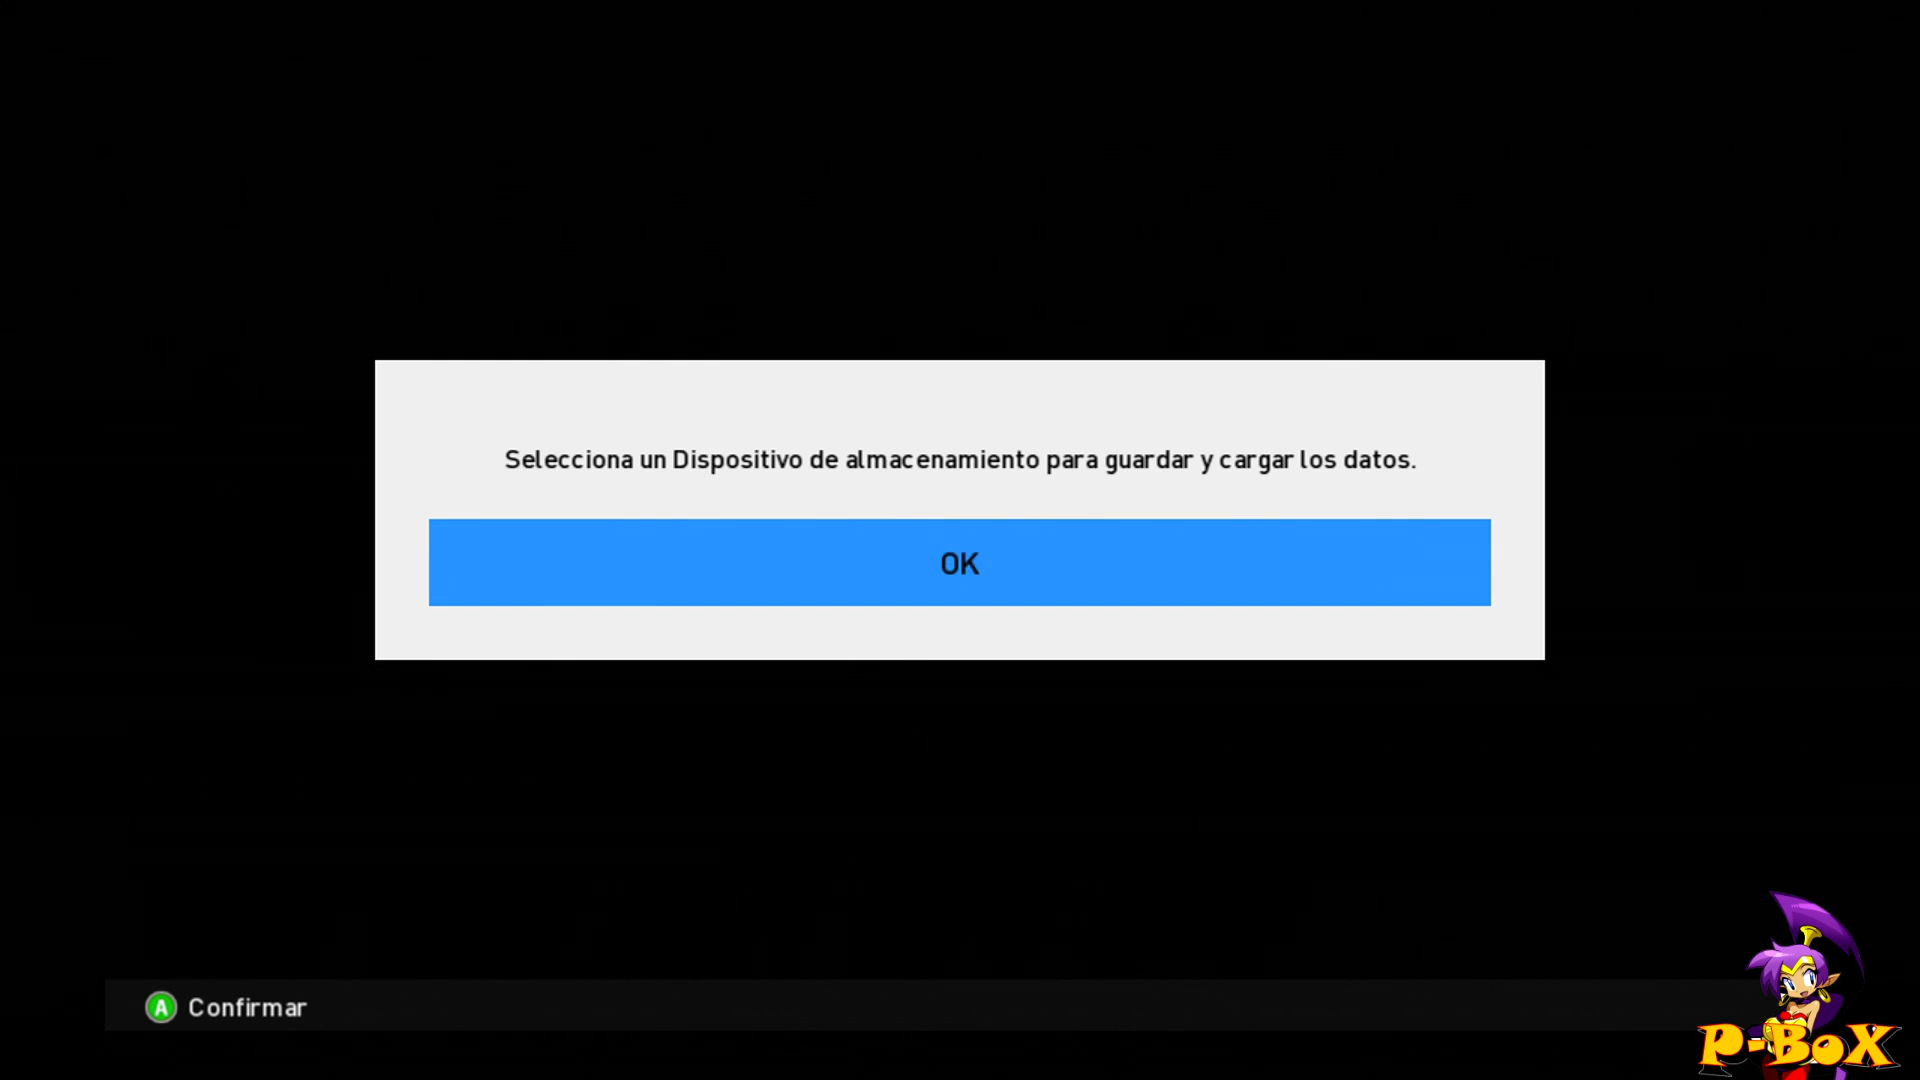 Selecciona un Dispositivo de almacenamiento para guardar y cargar los datos.
OK
A Confirmar
P-BoX